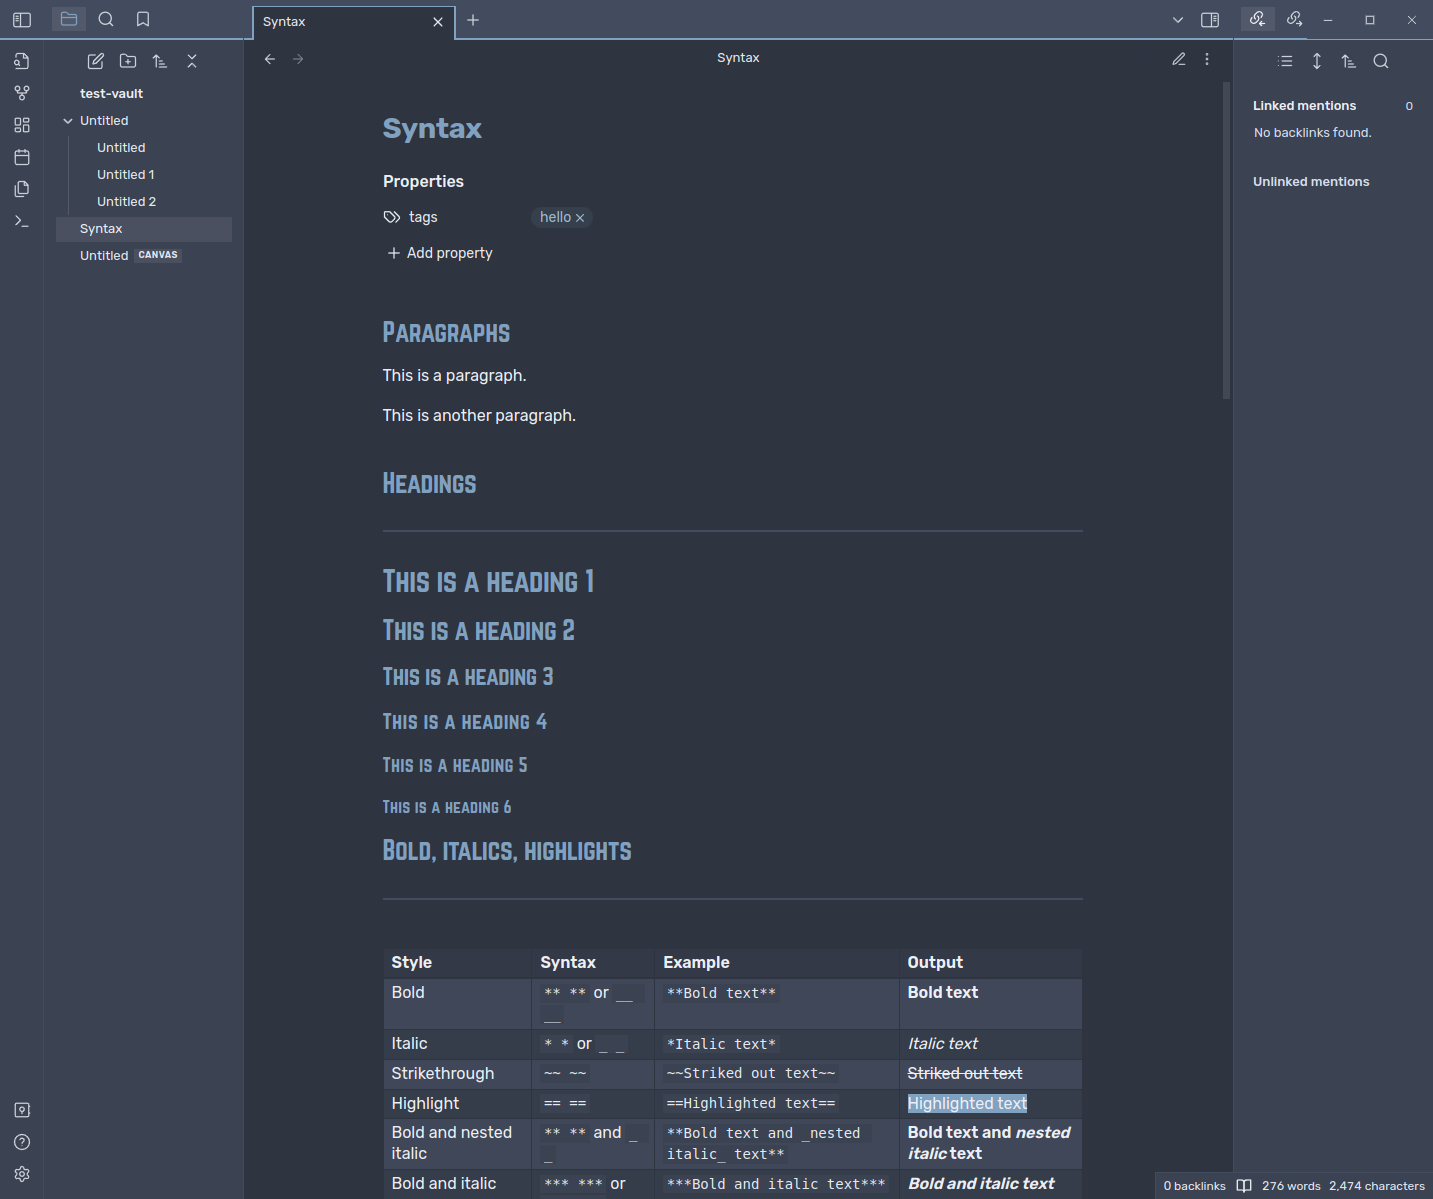 Syntax
Syntax
test-vault
Untitled
Untitled
Untitled 1
Untitled 2
Syntax
Untitled CANVAS
Syntax
Properties
tags hello
Add property
Paragraphs
This is a paragraph.
This is another paragraph.
Headings
This is a heading 1
This is a heading 2
This is a heading 3
This is a heading 4
This is a heading 5
This is a heading 6
Bold, italics, highlights
Style Syntax Example Output
Bold ** ** or __ **Bold text** Bold text
__
Italic * * or _ _ *Italic text* Italic text
Strikethrough ~~ ~~ ~~Striked out text~~ Striked out text
Highlight == == ==Highlighted text== Highlighted text
Bold and nested ** ** and _ **Bold text and _nested Bold text and nested
italic _ italic_ text** italic text
Bold and italic *** *** or ***Bold and italic text*** Bold and italic text
Linked mentions 0
No backlinks found.
Unlinked mentions
0 backlinks 276 words 2,474 characters